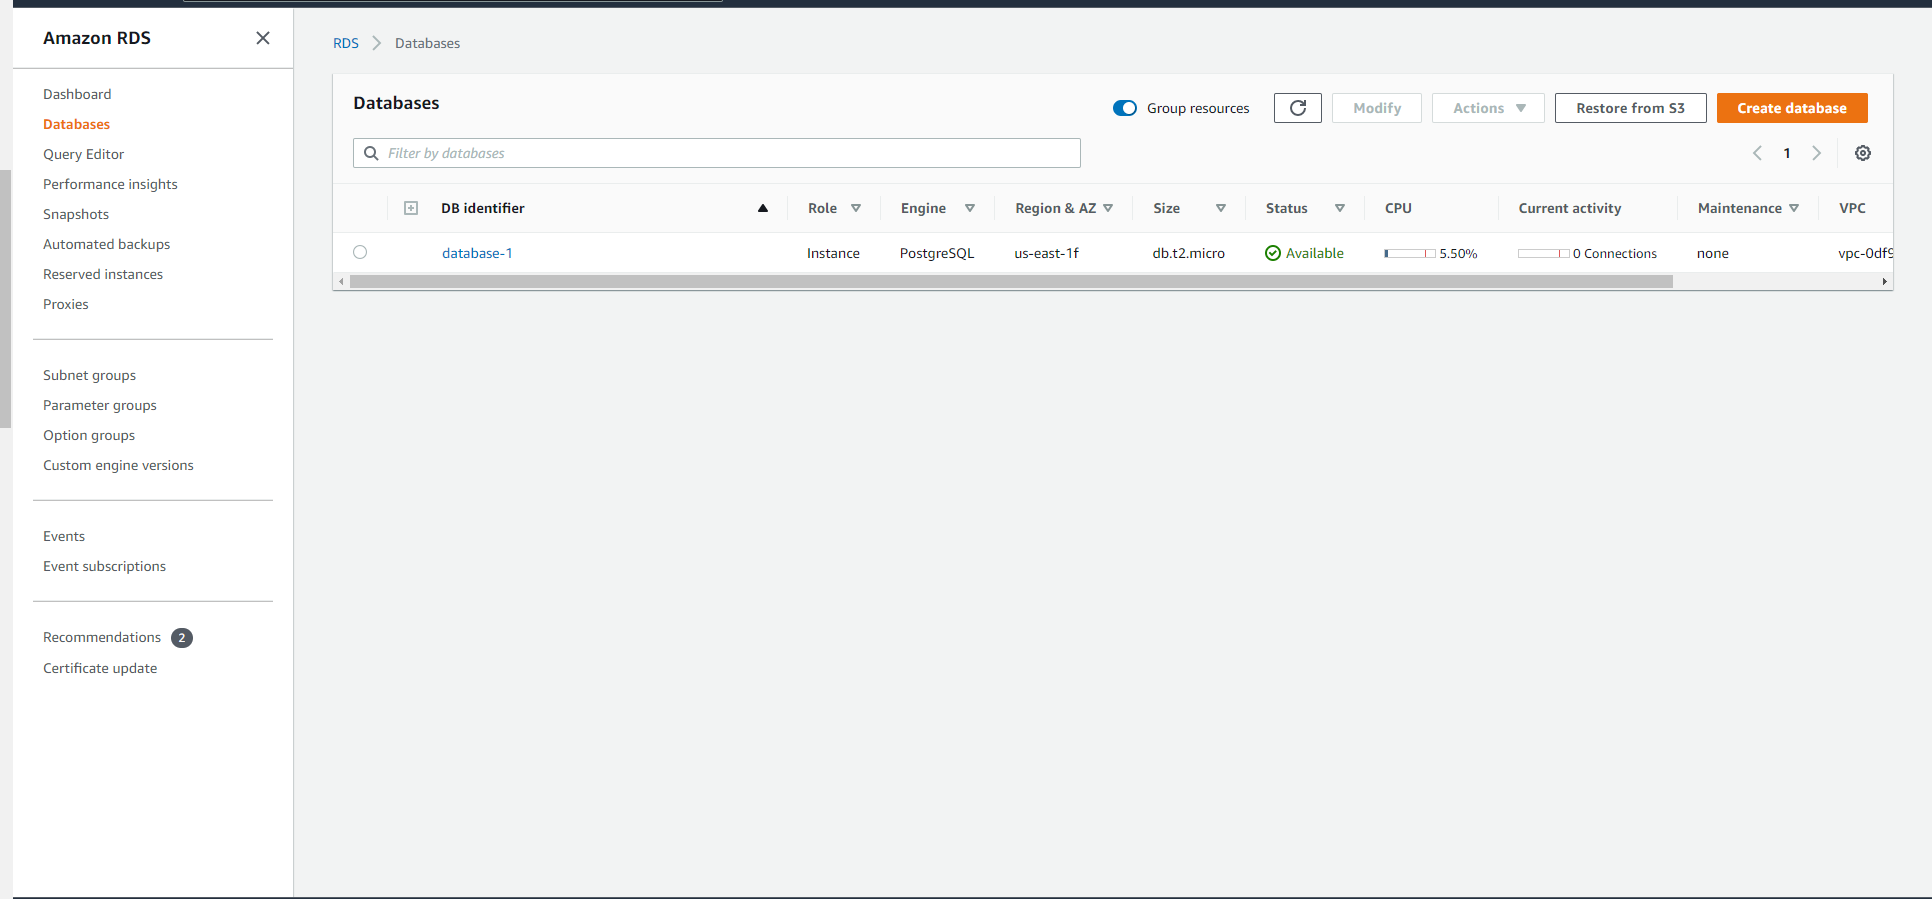 Amazon RDS
Dashboard
Databases
Query Editor
Performance insights
Snapshots
Automated backups
Reserved instances
Proxies
Subnet groups
Parameter groups
Option groups
Custom engine versions
Events
Event subscriptions
Recommendations 2
Certificate update
RDS Databases
Databases
Group resources Modify Actions Restore from S3 Create database
Filter by databases 1
DB identifier Role Engine Region & AZ Size Status CPU Current activity Maintenance VPC
database-1 Instance PostgreSQL us-east-1f db.t2.micro Available 5.50% 0 Connections none vpc-0df9